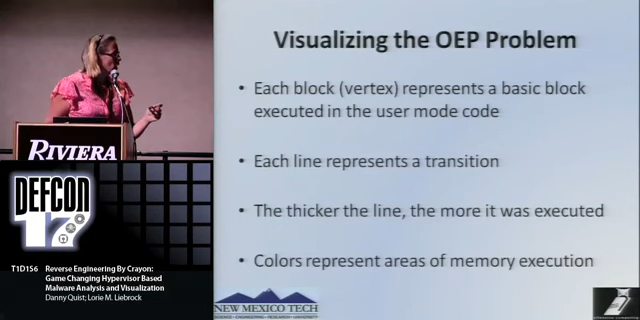 Visualizing the OEP Problem
• Each block (vertex) represents a basic block
executed in the user mode code
• Each line represents a transition
• The thicker the line, the more it was executed
• Colors represent areas of memory execution
RIVIERA
DEFCON
17
T1D1S6 Reverse Engineering By Crayon:
Game Changing Hypervisor Based
Malware Analysis and Visualization
Danny Quist; Lorie M. Liebrock
NEW MEXICO TECH